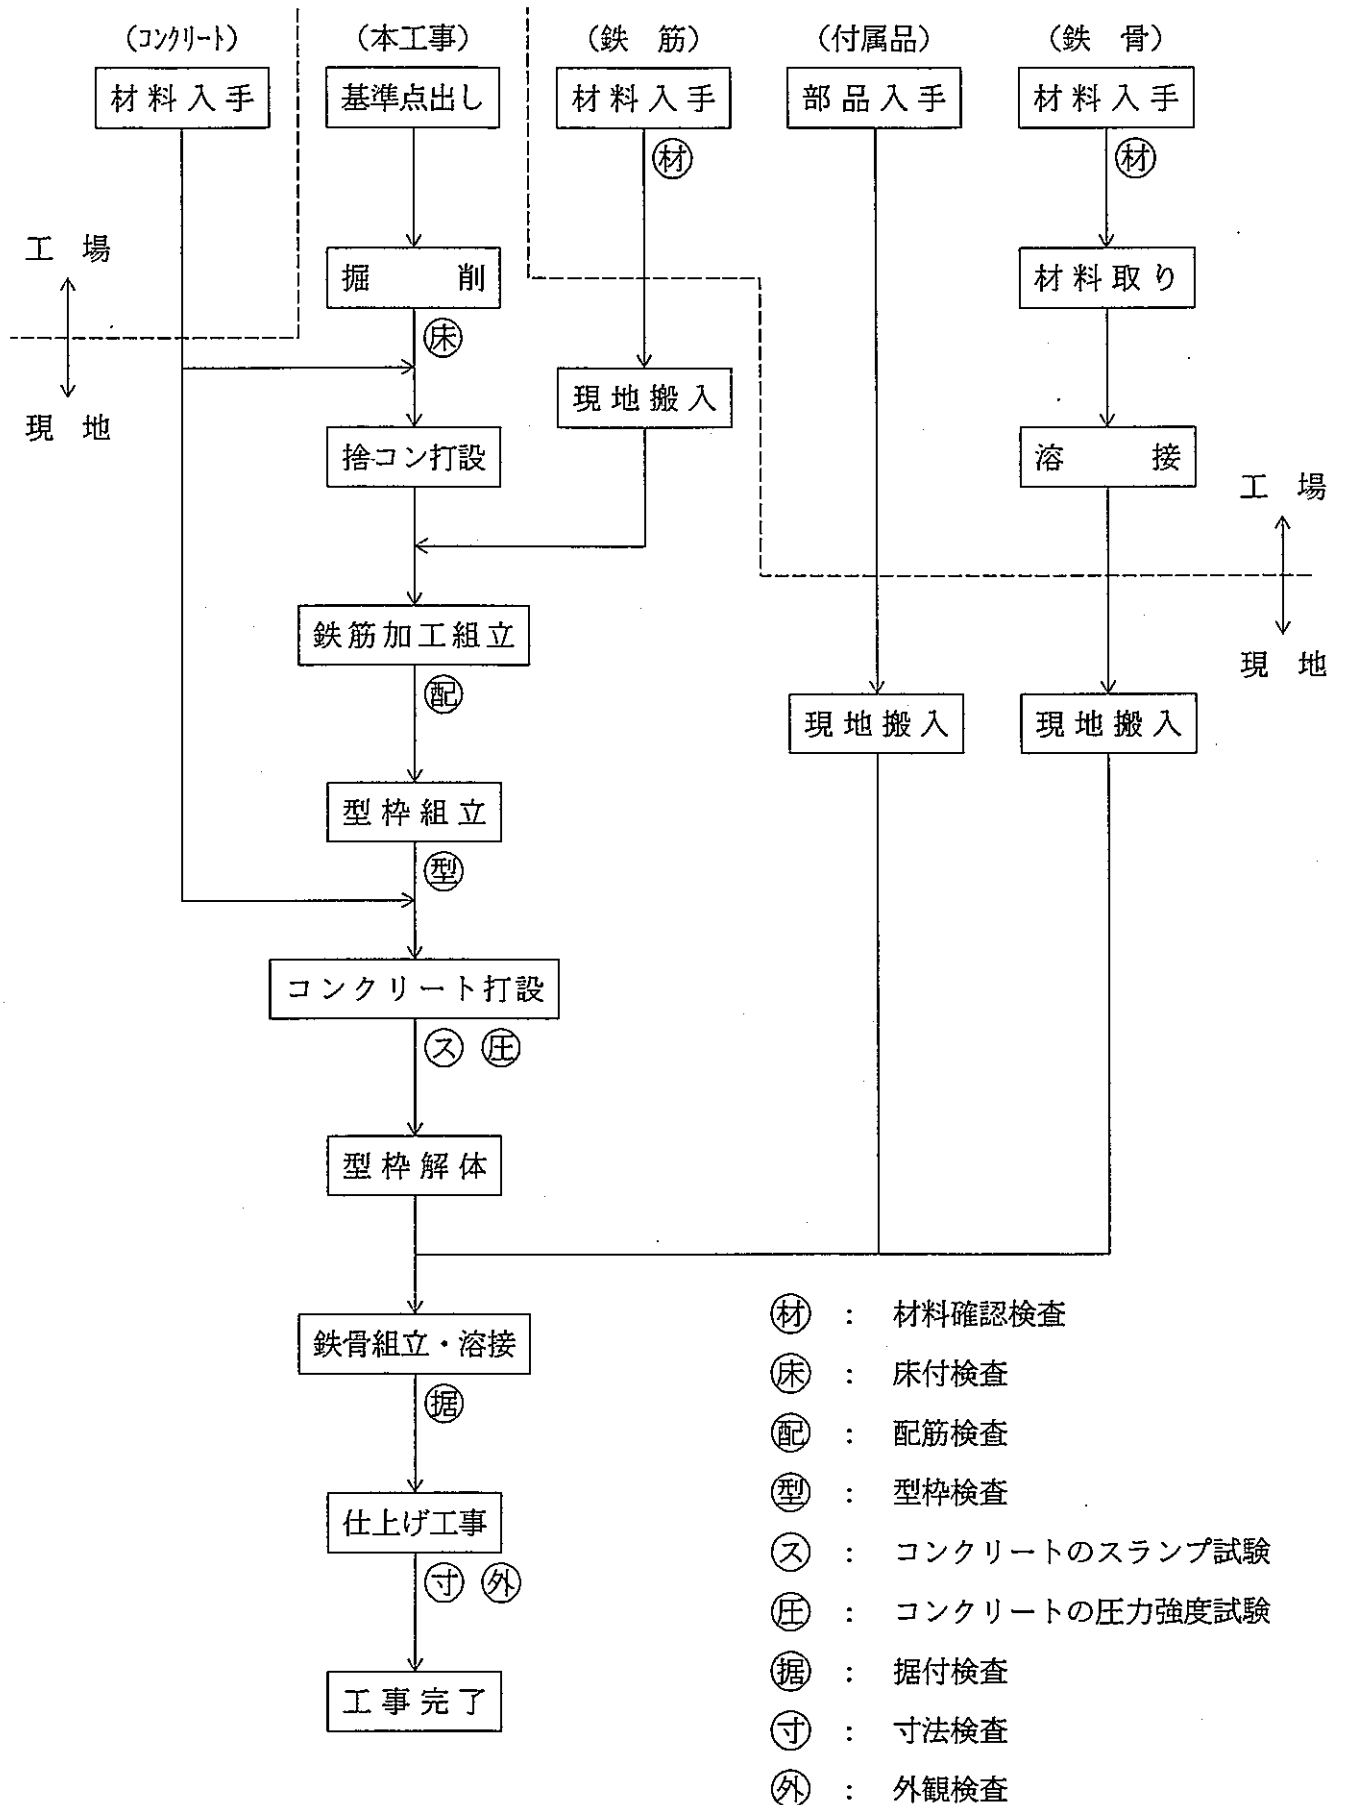 (コンクリート) (本工事) (鉄 筋) (付属品) (鉄 骨)
材料入手 基準点出し 材料入手 部品入手 材料入手
材 材
工 場 掘 削 材料取り
床
現地搬入
現 地 捨コン打設 溶 接
工 場
鉄筋加工組立
現 地
配
現地搬入 現地搬入
型枠組立
型
コンクリート打設
ス 圧
型枠解体
鉄骨組立・溶接
据
仕上げ工事
寸 外
工事完了
材 : 材料確認検査
床 : 床付検査
配 : 配筋検査
型 : 型枠検査
ス : コンクリートのスランプ試験
圧 : コンクリートの圧力強度試験
据 : 据付検査
寸 : 寸法検査
外 : 外観検査